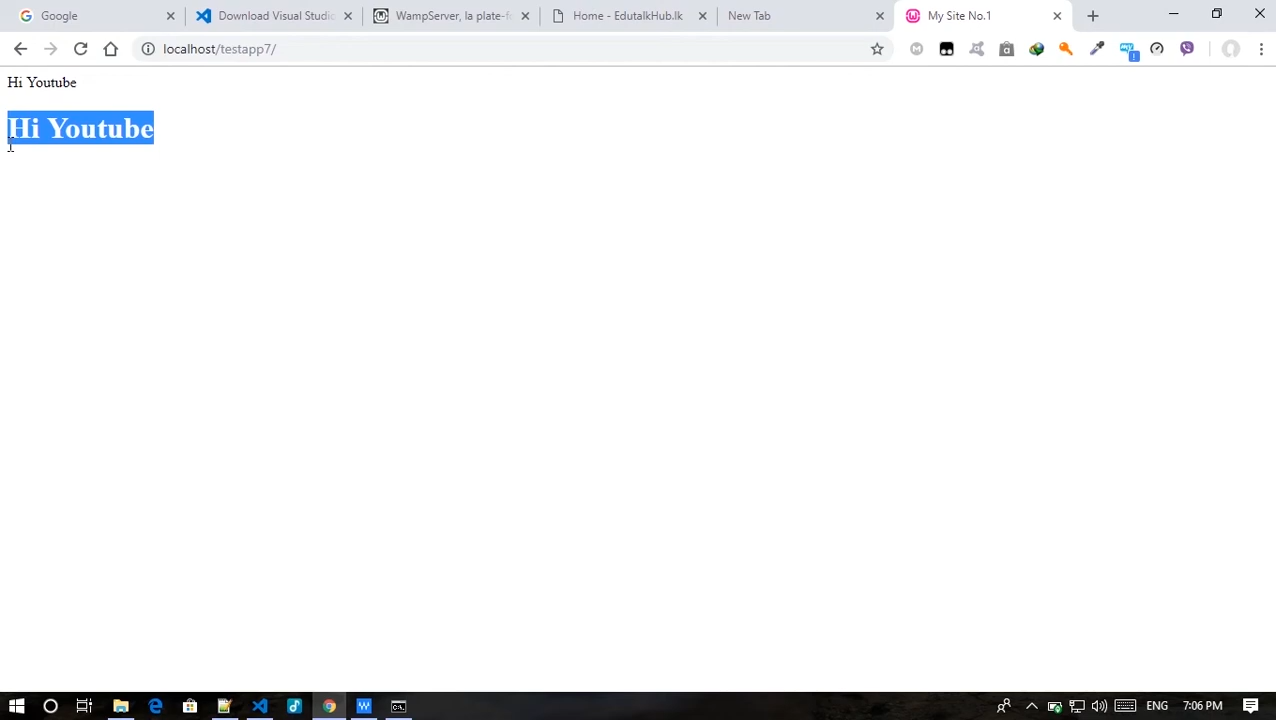 Google
Download Visual Studio
WampServer, la plate-f
Home - EdutalkHub.lk
New Tab
My Site No.1
localhost/testapp7/
Hi Youtube
Hi Youtube
ENG
7:06 PM